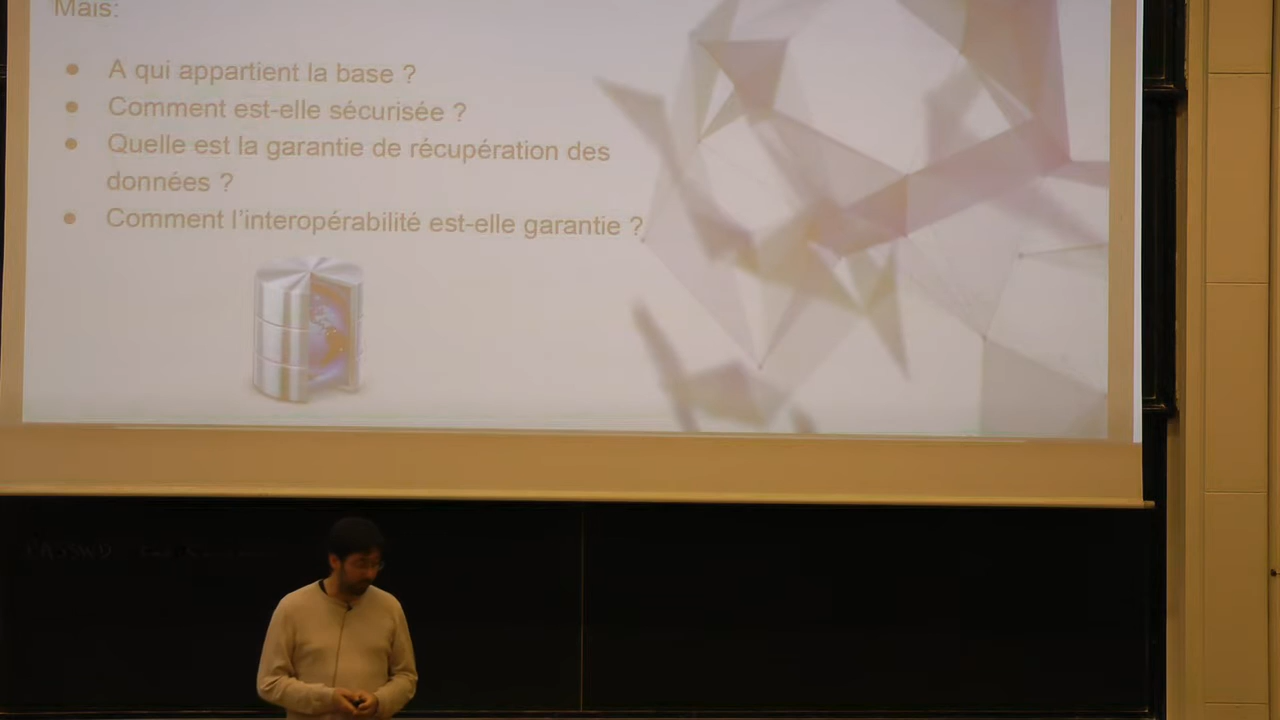 Mais:
A qui appartient la base ?
Comment est-elle sécurisée ?
Quelle est la garantie de récupération des
données ?
Comment l'interopérabilité est-elle garantie ?